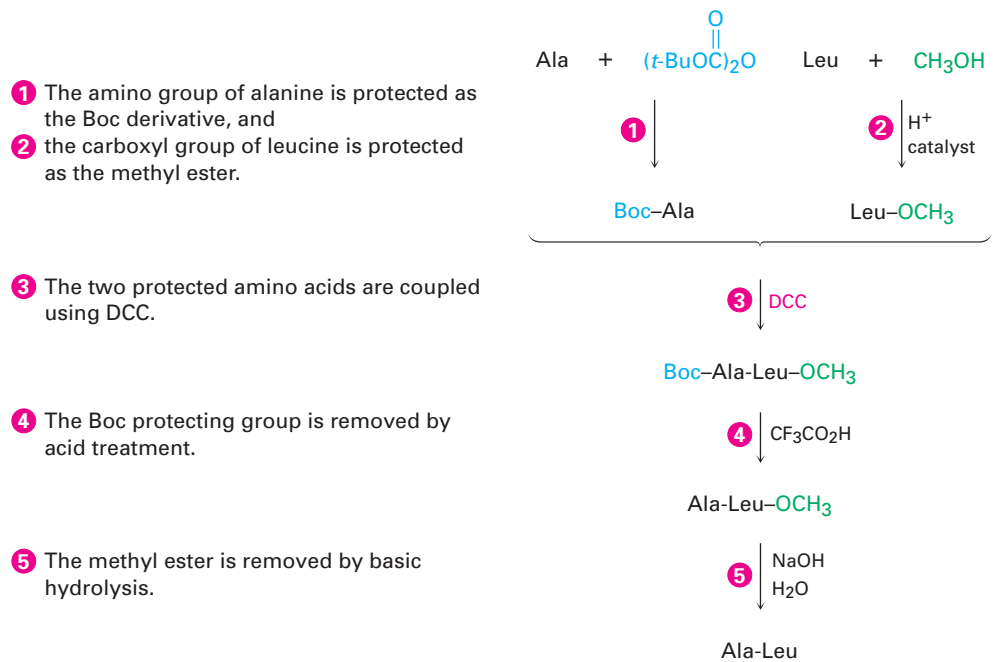 O
Ala + (t-BuOC)2O Leu + CH3OH
1 The amino group of alanine is protected as
the Boc derivative, and
2 the carboxyl group of leucine is protected
as the methyl ester.
1
2 H+
catalyst
Boc–Ala Leu–OCH3
3 The two protected amino acids are coupled
using DCC.
3 DCC
Boc–Ala-Leu–OCH3
4 The Boc protecting group is removed by
acid treatment.
4 CF3CO2H
Ala-Leu–OCH3
5 The methyl ester is removed by basic
hydrolysis.
5 NaOH
H2O
Ala-Leu